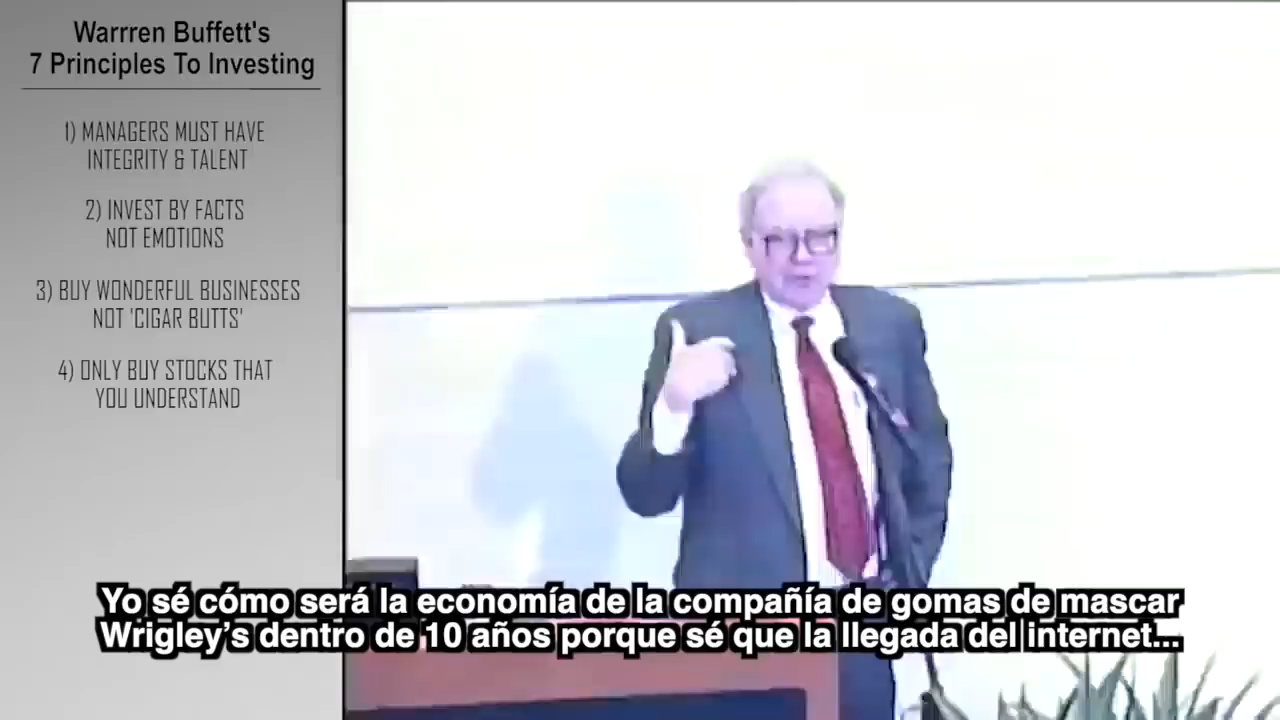 Warrren Buffett's
7 Principles To Investing
1) MANAGERS MUST HAVE
INTEGRITY & TALENT
2) INVEST BY FACTS
NOT EMOTIONS
3) BUY WONDERFUL BUSINESSES
NOT 'CIGAR BUTTS'
4) ONLY BUY STOCKS THAT
YOU UNDERSTAND
Yo sé cómo será la economía de la compañía de gomas de mascar
Wrigley’s dentro de 10 años porque sé que la llegada del internet...